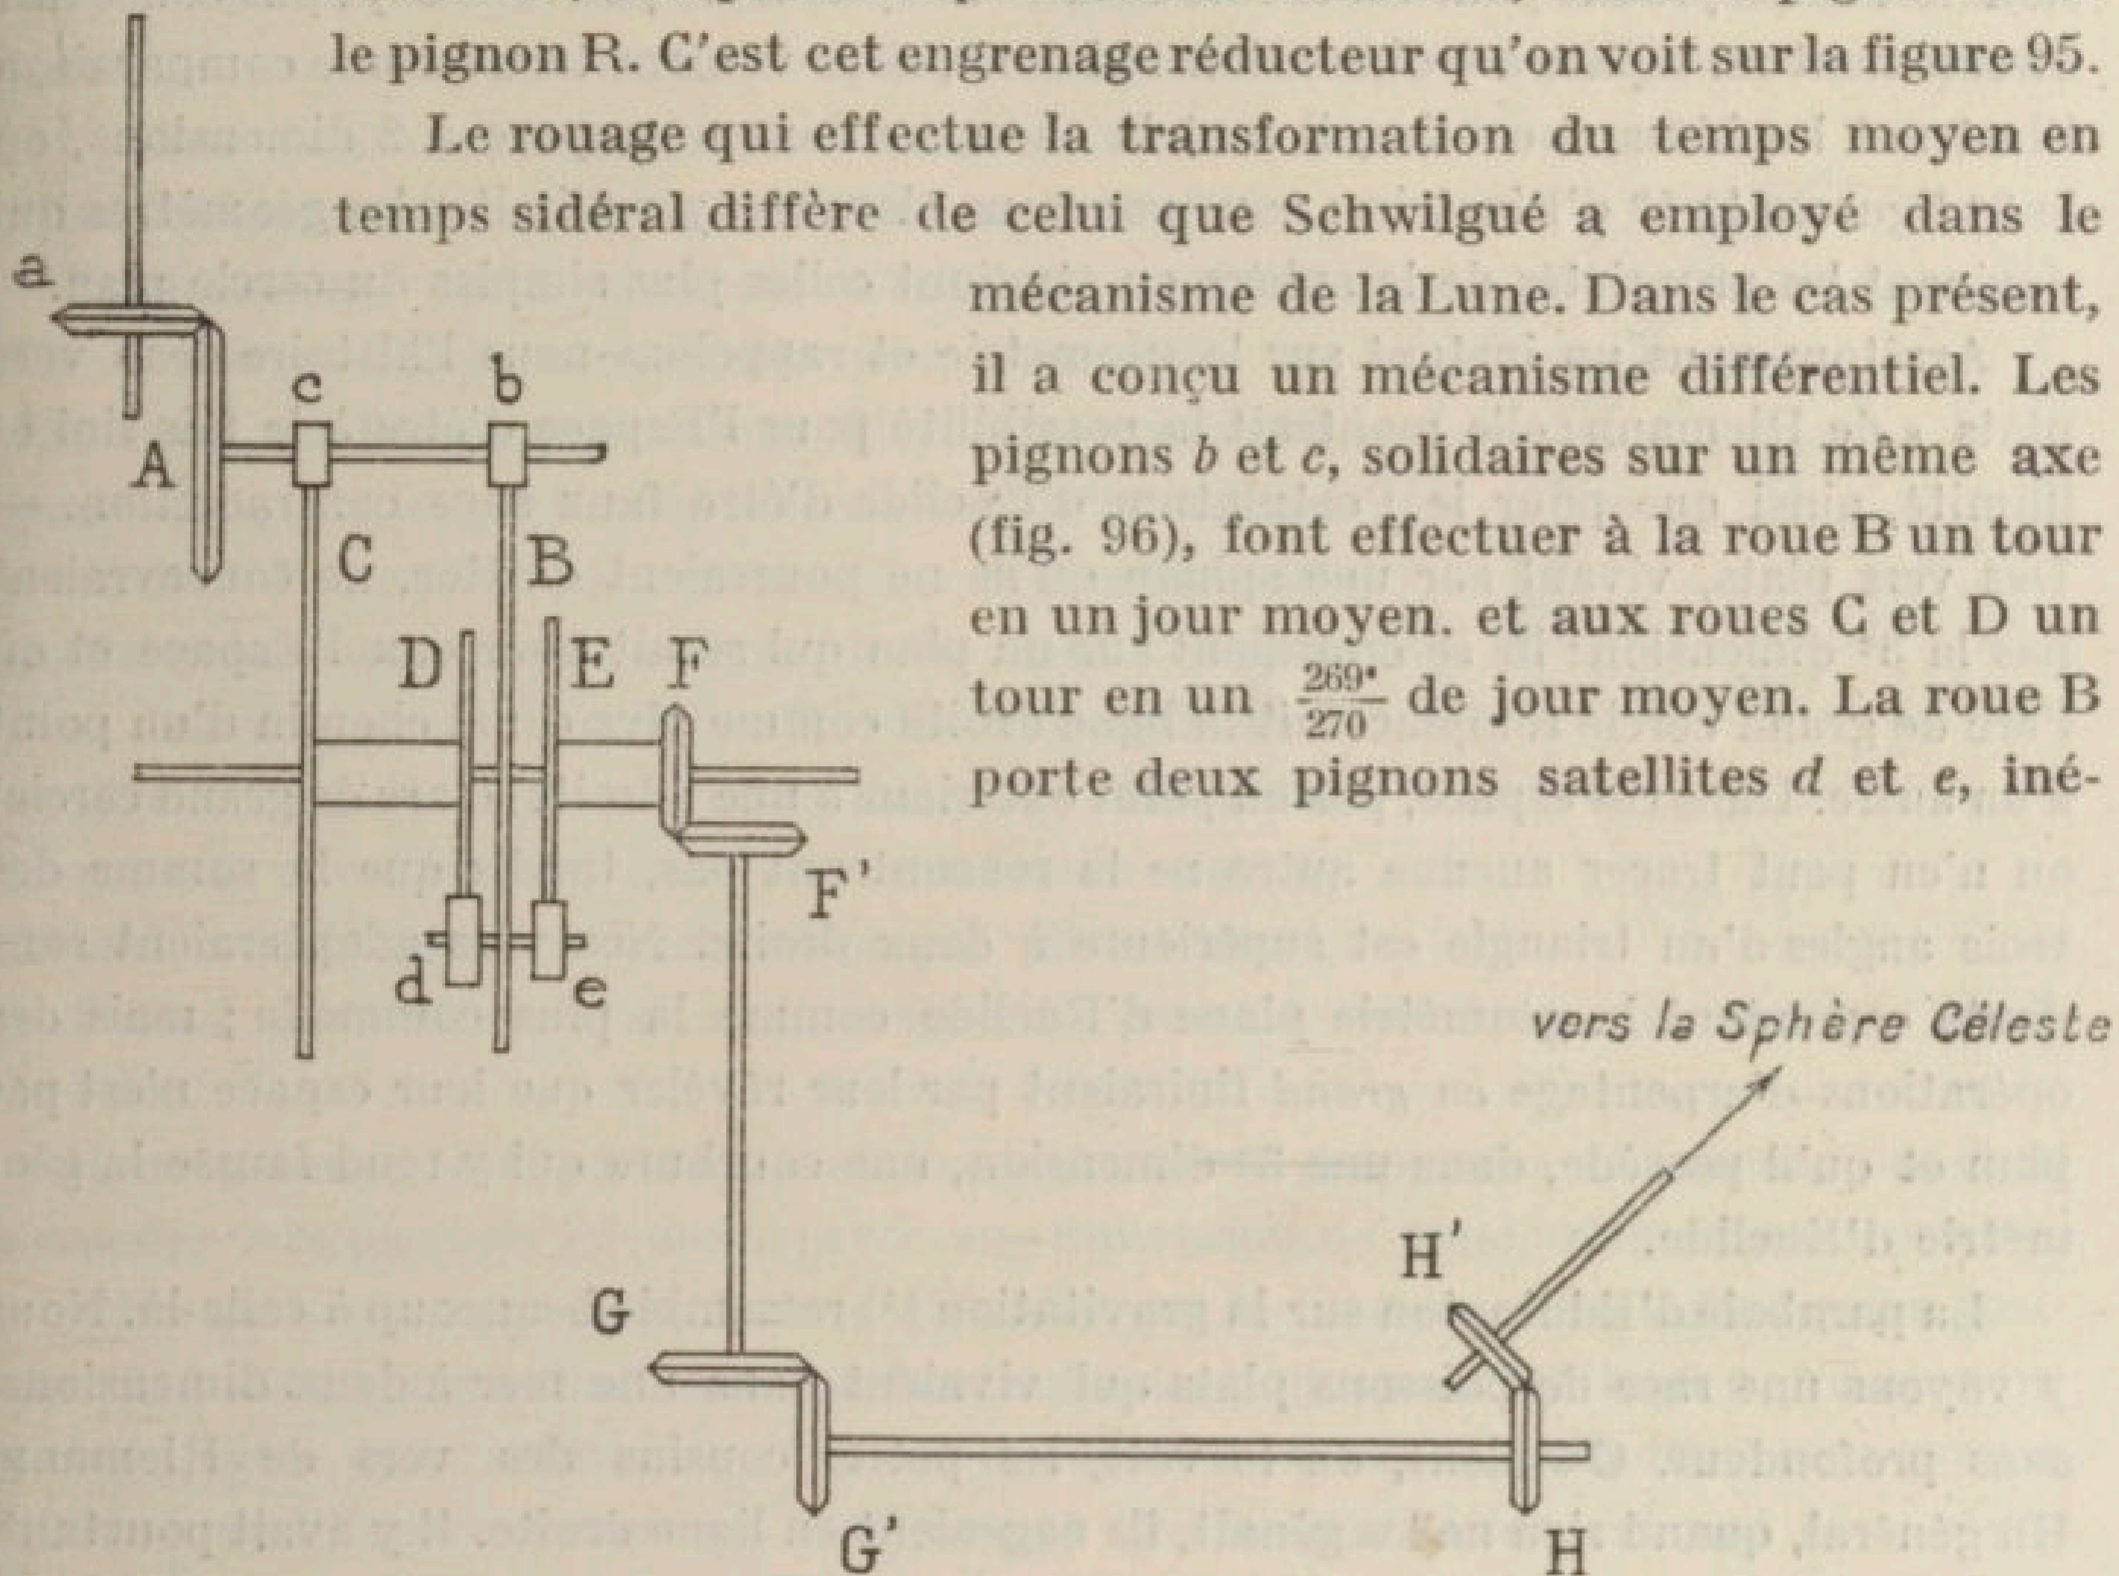 le pignon R. C'est cet engrenage réducteur qu'on voit sur la figure 95.
Le rouage qui effectue la transformation du temps moyen en
temps sidéral diffère de celui que Schwilgué a employé dans le
mécanisme de la Lune. Dans le cas présent,
il a conçu un mécanisme différentiel. Les
pignons b et c, solidaires sur un même axe
(fig. 96), font effectuer à la roue B un tour
en un jour moyen. et aux roues C et D un
tour en un 269e/270 de jour moyen. La roue B
porte deux pignons satellites d et e, iné-
a
c b
A
C B
D E F
F'
d e
vers la Sphère Céleste
H'
G
G'
H